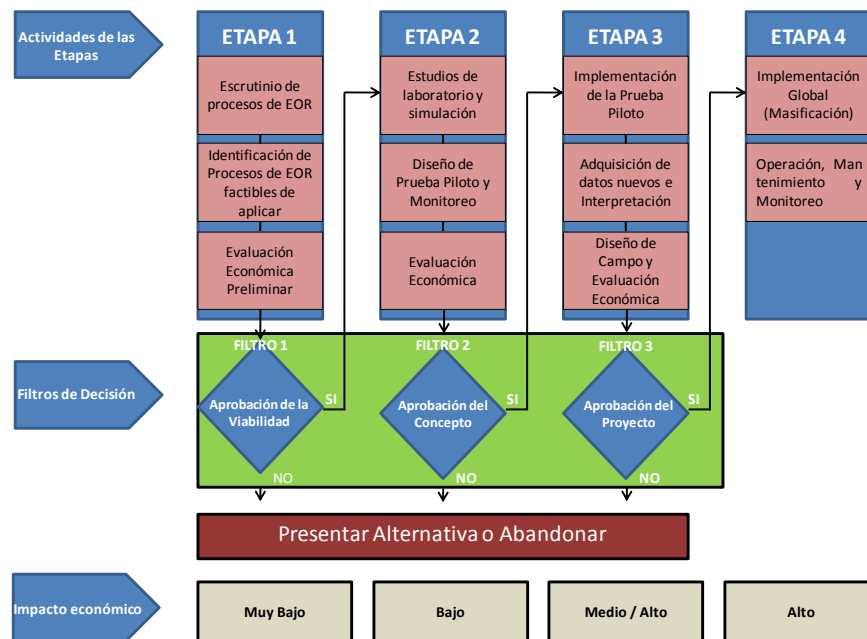 Actividades de las
Etapas
ETAPA 1
Escrutinio de
procesos de EOR
Identificación de
Procesos de EOR
factibles de
aplicar
Evaluación
Económica
Preliminar
ETAPA 2
Estudios de
laboratorio y
simulación
Diseño de
Prueba Piloto y
Monitoreo
Evaluación
Económica
ETAPA 3
Implementación
de la Prueba
Piloto
Adquisición de
datos nuevos e
Interpretación
Diseño de
Campo y
Evaluación
Económica
ETAPA 4
Implementación
Global
(Masificación)
Operación, Man
tenimiento y
Monitoreo
Filtros de Decisión
FILTRO 1
Aprobación de la
Viabilidad
SI
NO
FILTRO 2
Aprobación del
Concepto
SI
NO
FILTRO 3
Aprobación del
Proyecto
SI
NO
Presentar Alternativa o Abandonar
Impacto económico
Muy Bajo
Bajo
Medio / Alto
Alto